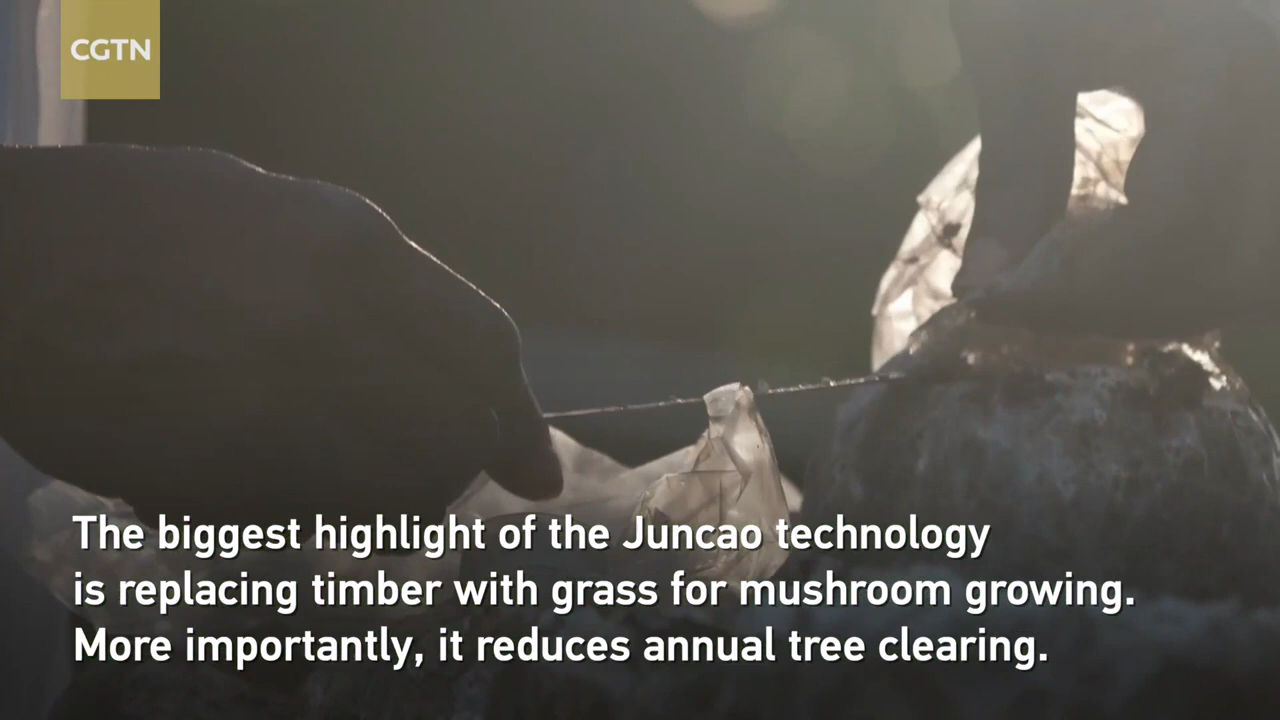 CGTN
The biggest highlight of the Juncao technology
is replacing timber with grass for mushroom growing.
More importantly, it reduces annual tree clearing.